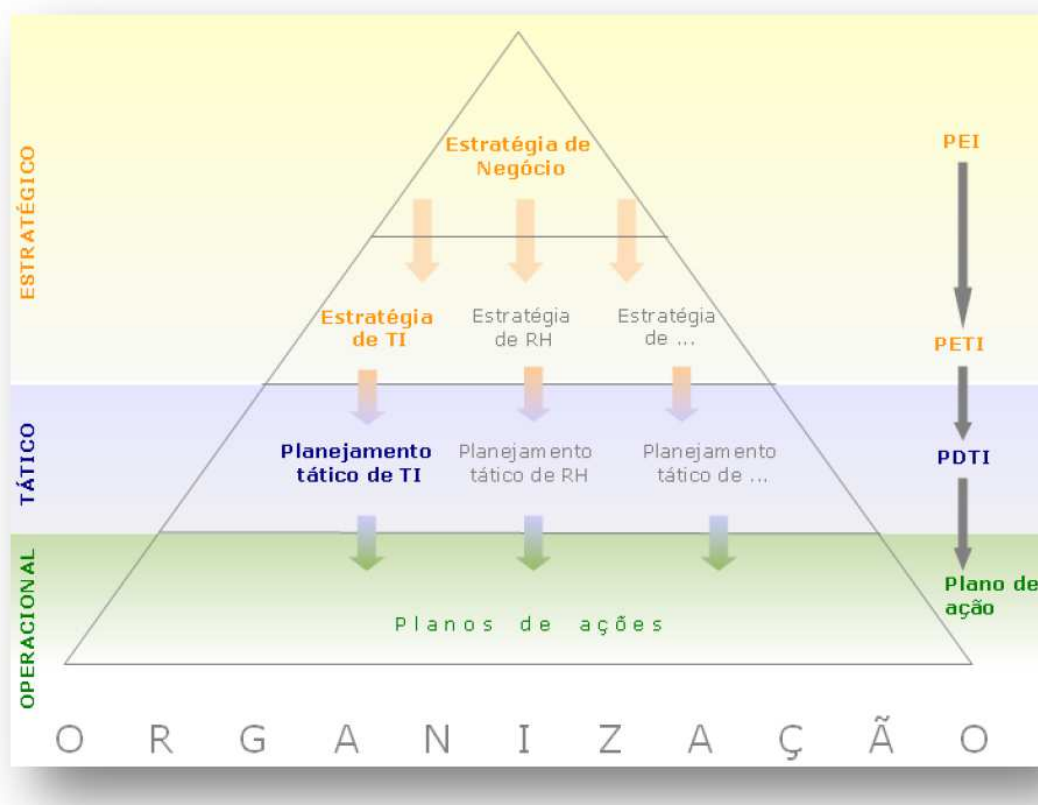 ESTRATÉGICO
Estratégia de
Negócio
PEI
Estratégia
de TI
Estratégia
de RH
Estratégia
de ...
PETI
TÁTICO
Planejamento
tático de TI
Planejamento
tático de RH
Planejamento
tático de ...
PDTI
OPERACIONAL
Planos de ações
Plano de
ação
ORGANIZAÇÃO